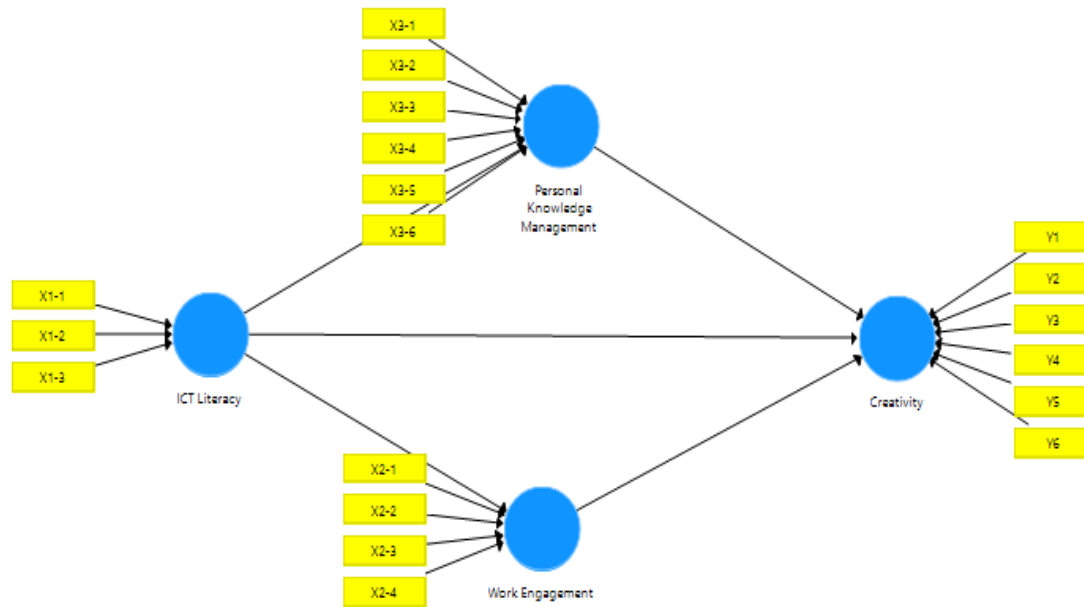 X3-1
X3-2
X3-3
X3-4
X3-5
X3-6
Personal
Knowledge
Management
X1-1
X1-2
X1-3
ICT Literacy
Y1
Y2
Y3
Y4
Y5
Y6
Creativity
X2-1
X2-2
X2-3
X2-4
Work Engagement